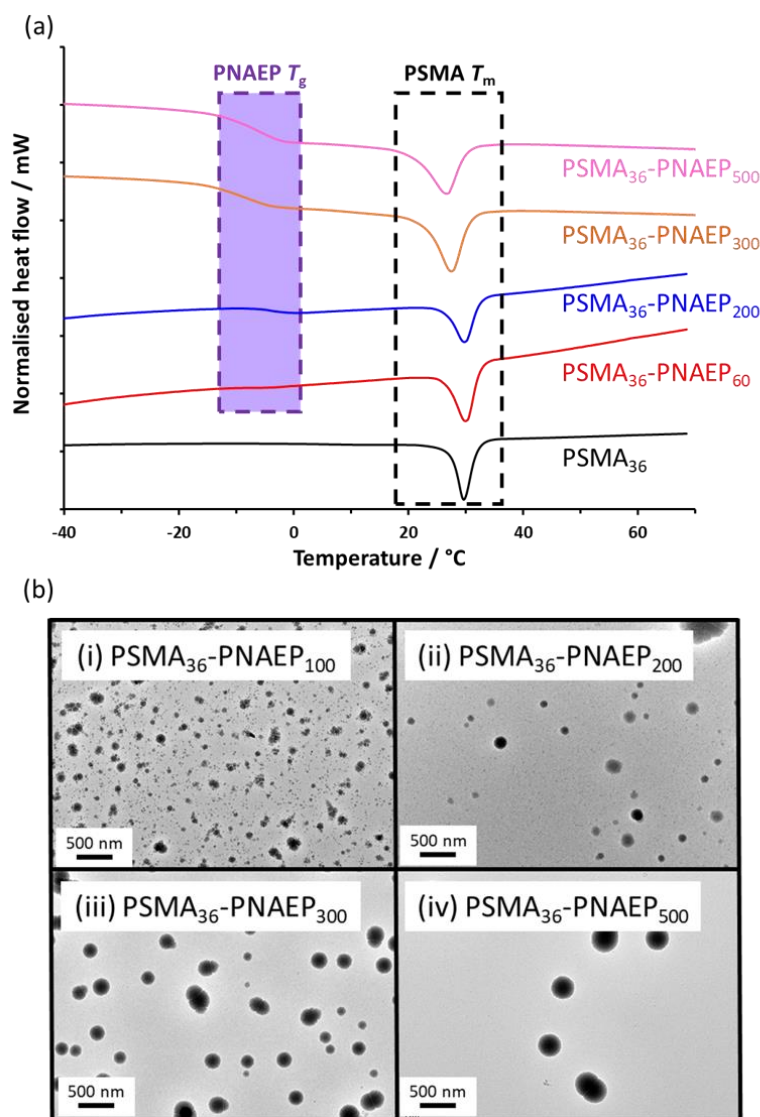 (a)
PNAEP Tg
PSMA Tm
Normalised heat flow / mW
PSMA36-PNAEP500
PSMA36-PNAEP300
PSMA36-PNAEP200
PSMA36-PNAEP60
PSMA36
-40 -20 0 20 40 60
Temperature / °C
(b)
(i) PSMA36-PNAEP100
500 nm
(ii) PSMA36-PNAEP200
500 nm
(iii) PSMA36-PNAEP300
500 nm
(iv) PSMA36-PNAEP500
500 nm